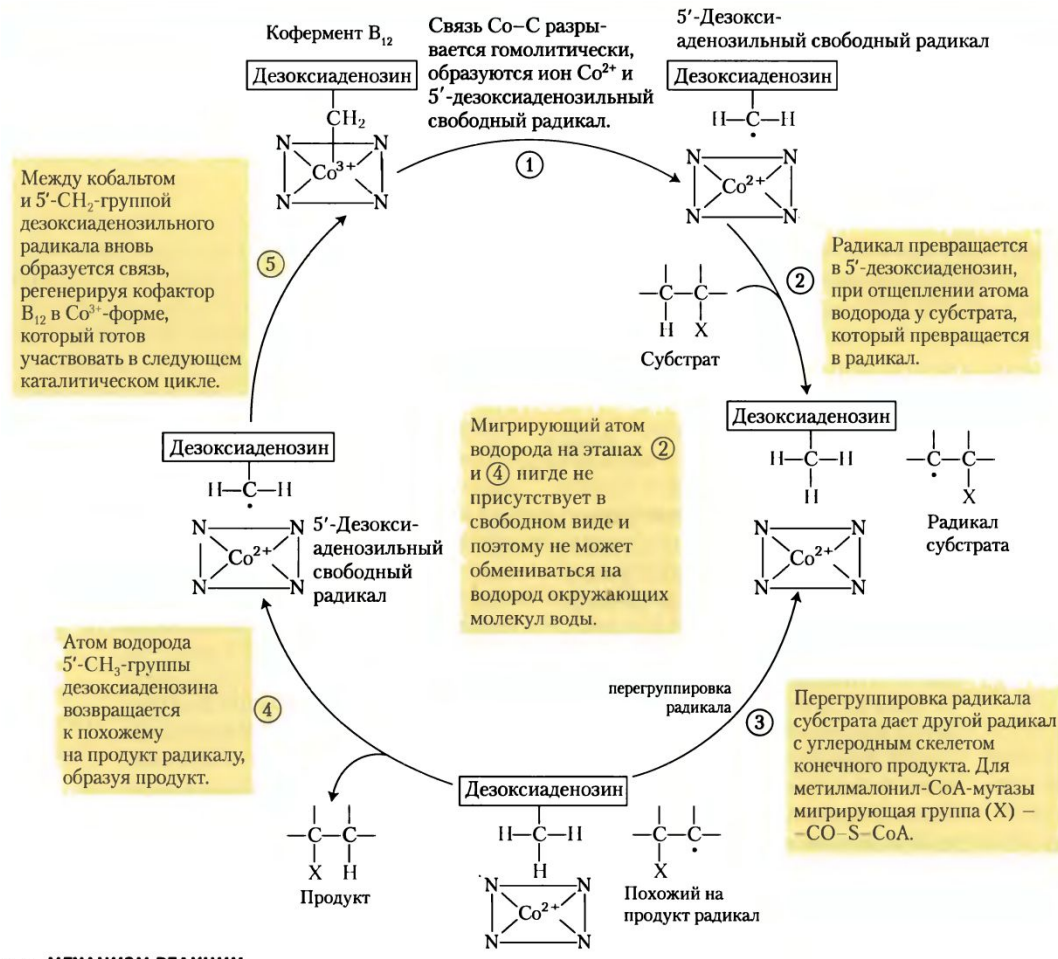 Кофермент B₁₂
Дезоксиаденозин
CH₂
N N
Co³⁺
N N
Связь Co–C разры-
вается гомолитически,
образуются ион Co²⁺ и
5′-дезоксиаденозильный
свободный радикал.
①
5′-Дезокси-
аденозильный свободный радикал
Дезоксиаденозин
H–C–H
N N
Co²⁺
N N
②
Радикал превращается
в 5′-дезоксиаденозин,
при отщеплении атома
водорода у субстрата,
который превращается
в радикал.
–C–C–
H X
Субстрат
Дезоксиаденозин
H–C–H
H
N N
Co²⁺
N N
–C–C–
X
Радикал
субстрата
перегруппировка
радикала
③
Перегруппировка радикала
субстрата дает другой радикал
с углеродным скелетом
конечного продукта. Для
метилмалонил-CoA-мутазы
мигрирующая группа (X) –
–CO–S–CoA.
Дезоксиаденозин
H–C–H
H
N N
Co²⁺
N N
–C–C–
X
Похожий на
продукт радикал
④
Атом водорода
5′-CH₃-группы
дезоксиаденозина
возвращается
к похожему
на продукт радикалу,
образуя продукт.
–C–C–
X H
Продукт
Дезоксиаденозин
H–C–H
N N
Co²⁺
N N
5′-Дезокси-
аденозильный
свободный
радикал
⑤
Между кобальтом
и 5′-CH₂-группой
дезоксиаденозильного
радикала вновь
образуется связь,
регенерируя кофактор
B₁₂ в Co³⁺-форме,
который готов
участвовать в следующем
каталитическом цикле.
Мигрирующий атом
водорода на этапах ②
и ④ нигде не
присутствует в
свободном виде и
поэтому не может
обмениваться на
водород окружающих
молекул воды.
МЕХАНИЗМ РЕАКЦИИ